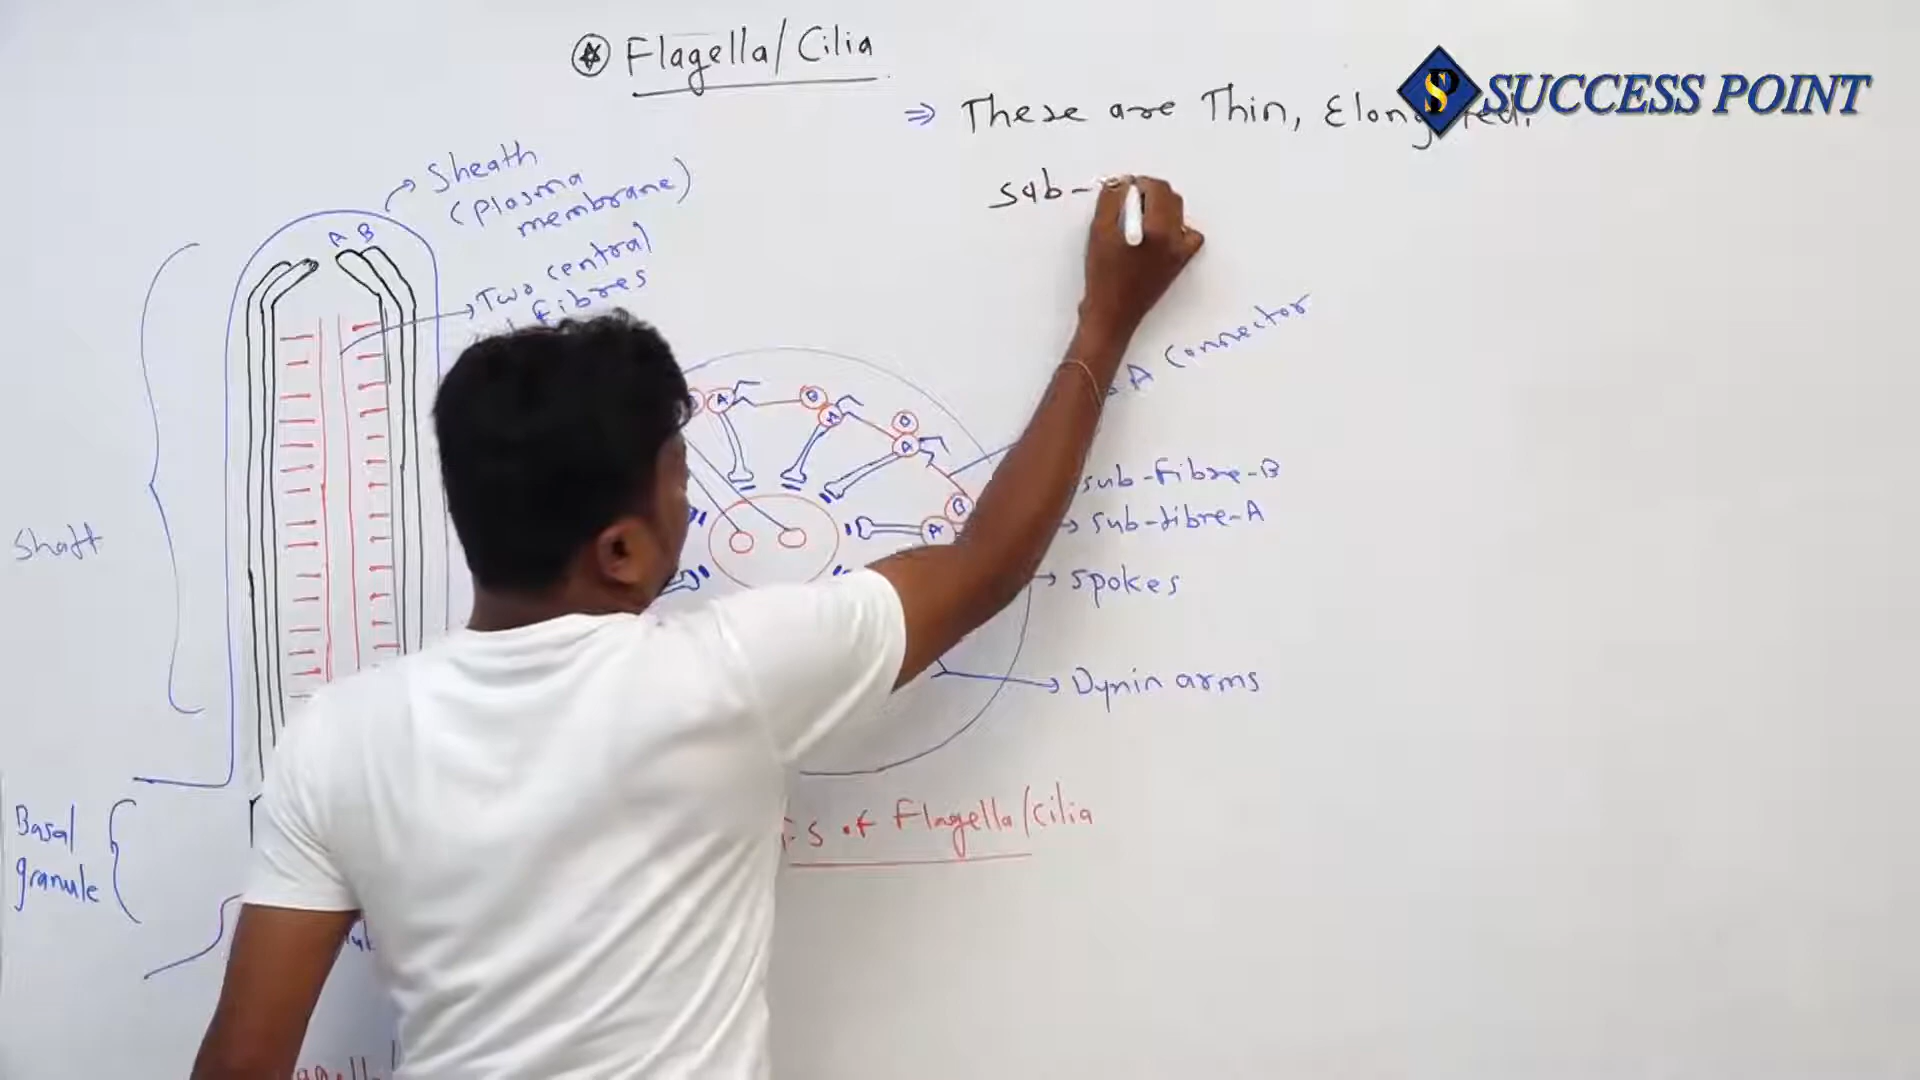 Flagella/Cilia
SUCCESS POINT
⇒ These are Thin,
sub-
Sheath
(plasma
membrane)
A B
Two central
fibres
A connector
B A B A B A
sub-fibre-B
B
sub-fibre-A
A
Shaft
spokes
Dynin arms
Basal
granule
T.S of Flagella/Cilia